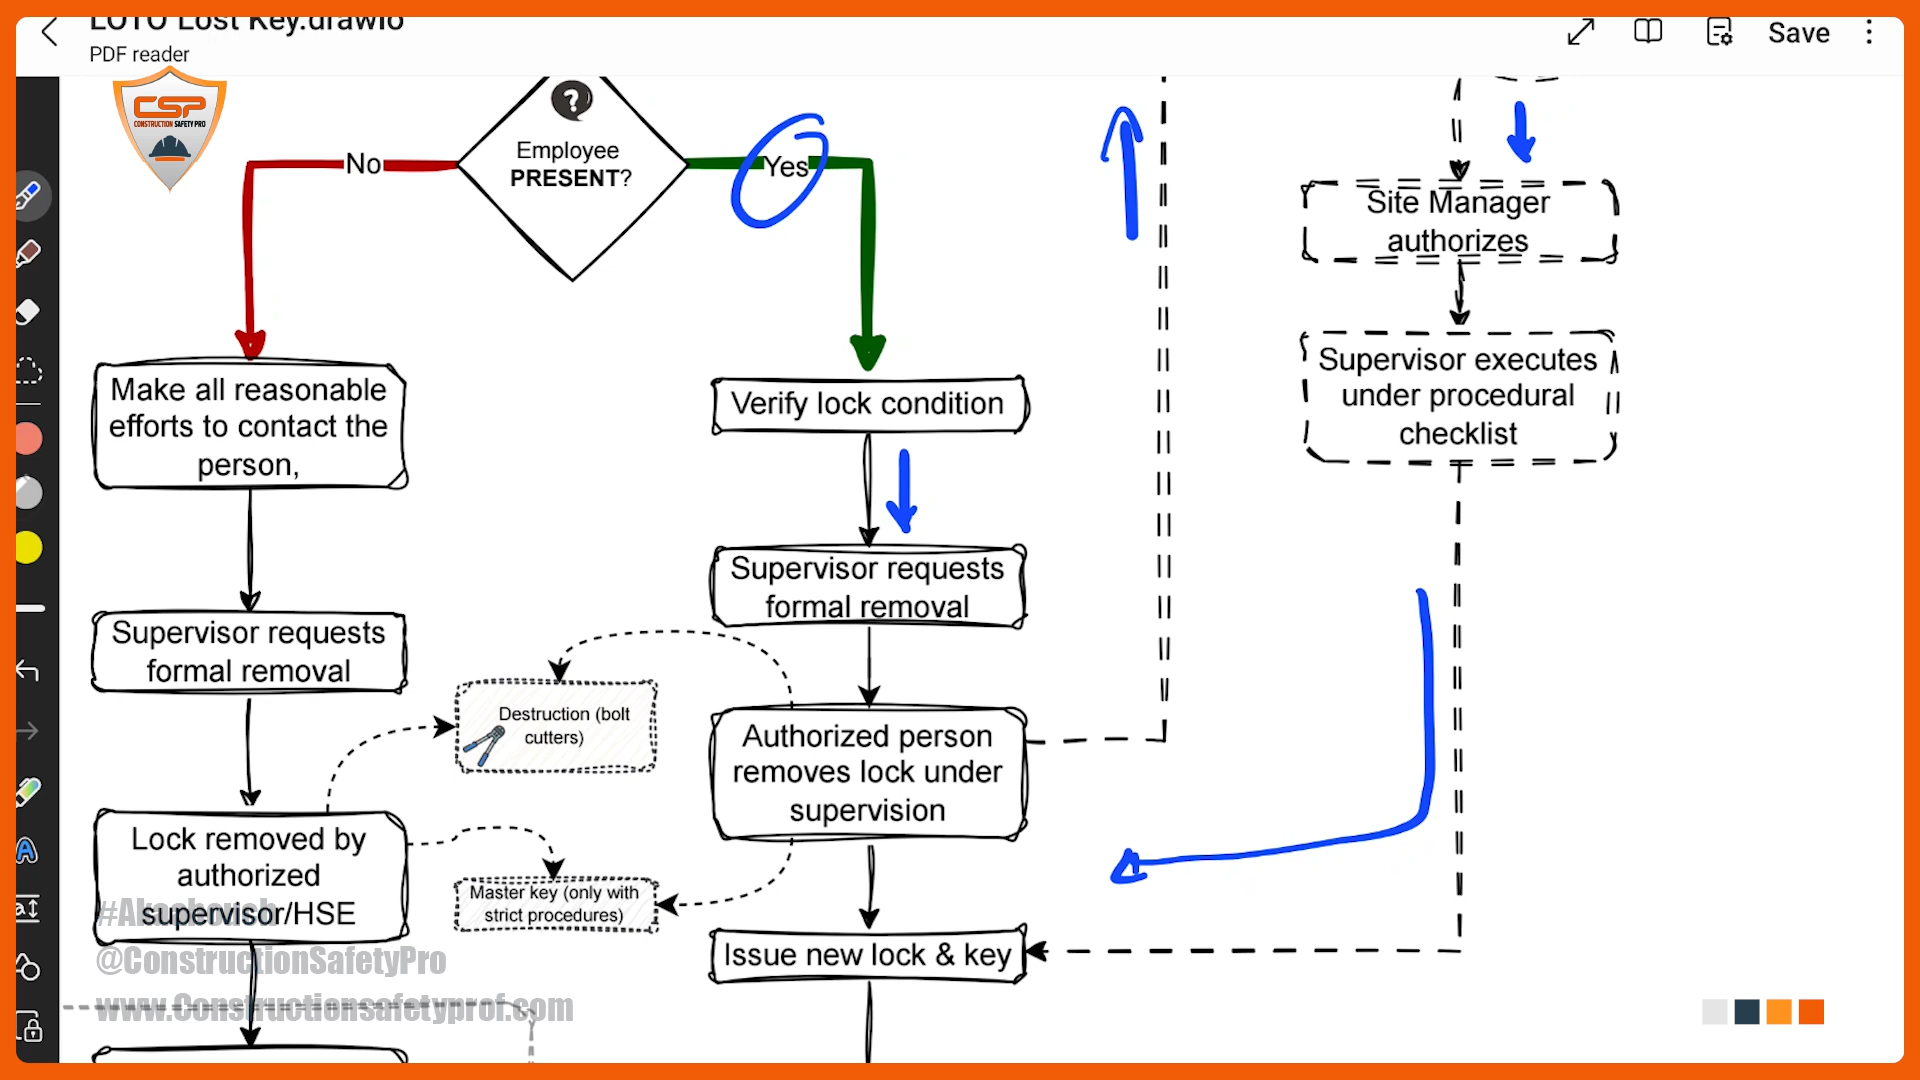 LOTO Lost Key.drawio
PDF reader
Save
CSP
CONSTRUCTION SAFETY PRO
?
Employee
PRESENT?
No
Yes
Site Manager
authorizes
Supervisor executes
under procedural
checklist
Make all reasonable
efforts to contact the
person,
Verify lock condition
Supervisor requests
formal removal
Supervisor requests
formal removal
Destruction (bolt
cutters)
Authorized person
removes lock under
supervision
Lock removed by
authorized
supervisor/HSE
Master key (only with
strict procedures)
Issue new lock & key
@ConstructionSafetyPro
www.Constructionsafetyprof.com